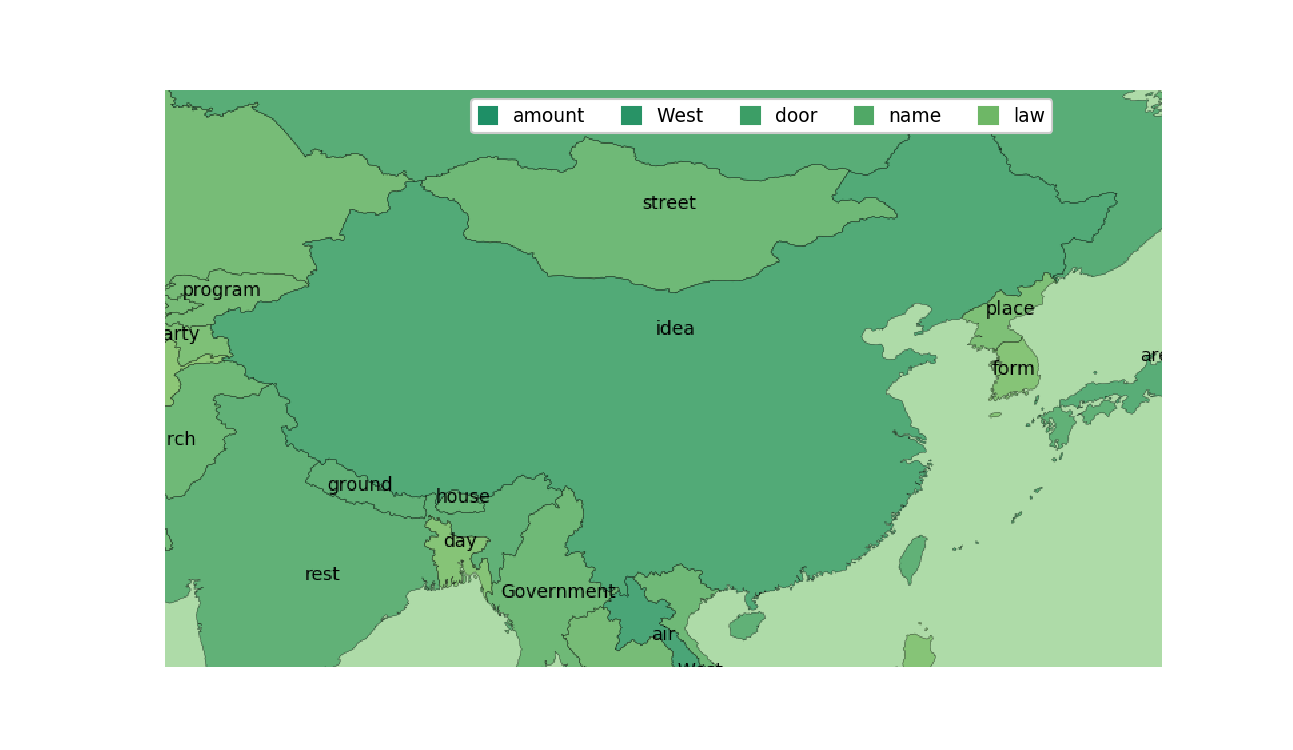 amount West door name law
street
program
place
arty
idea
are
form
rch
ground
house
day
rest
Government
air